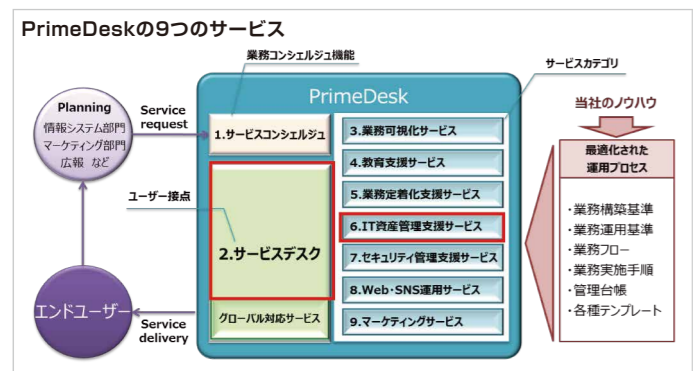 PrimeDeskの9つのサービス
業務コンシェルジュ機能
サービスカテゴリ
PrimeDesk
Planning
情報システム部門
マーケティング部門
広報 など
Service
request
1.サービスコンシェルジュ
ユーザー接点
2.サービスデスク
グローバル対応サービス
エンドユーザー
Service
delivery
3.業務可視化サービス
4.教育支援サービス
5.業務定着化支援サービス
6.IT資産管理支援サービス
7.セキュリティ管理支援サービス
8.Web・SNS運用サービス
9.マーケティングサービス
当社のノウハウ
最適化された
運用プロセス
・業務構築基準
・業務運用基準
・業務フロー
・業務実施手順
・管理台帳
・各種テンプレート